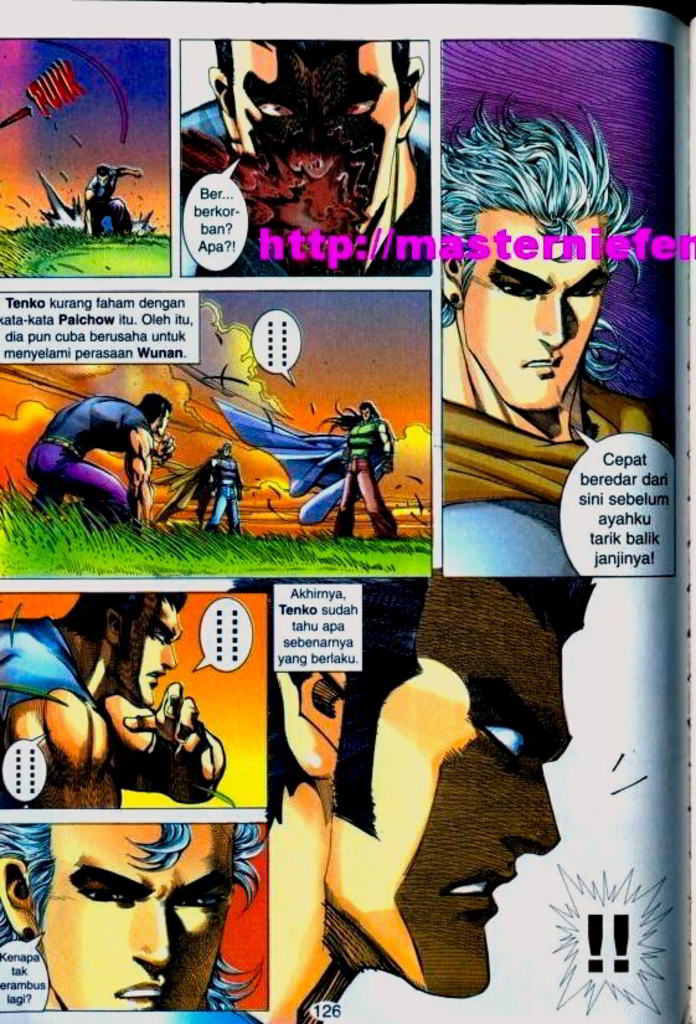 PUNK
Ber...
berkor-
ban?
Apa?!
http://masterniefen
Tenko kurang faham dengan
kata-kata Paichow itu. Oleh itu,
dia pun cuba berusaha untuk
menyelami perasaan Wunan.
Cepat
beredar dari
sini sebelum
ayahku
tarik balik
janjinya!
Akhirnya,
Tenko sudah
tahu apa
sebenarnya
yang berlaku.
Kenapa
tak
berambus
lagi?
!!
126